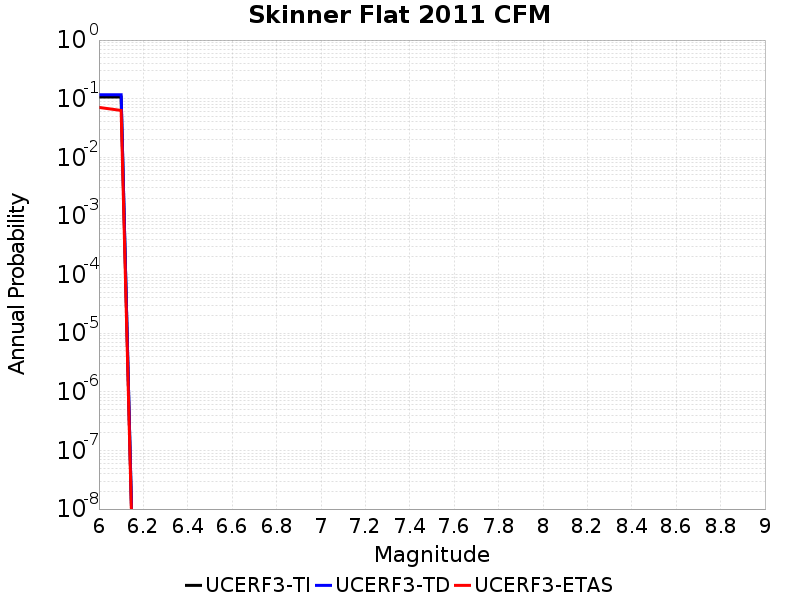 Skinner Flat 2011 CFM
Annual Probability
10^0
10^-1
10^-2
10^-3
10^-4
10^-5
10^-6
10^-7
10^-8
6 6.2 6.4 6.6 6.8 7 7.2 7.4 7.6 7.8 8 8.2 8.4 8.6 8.8 9
Magnitude
UCERF3-TI UCERF3-TD UCERF3-ETAS